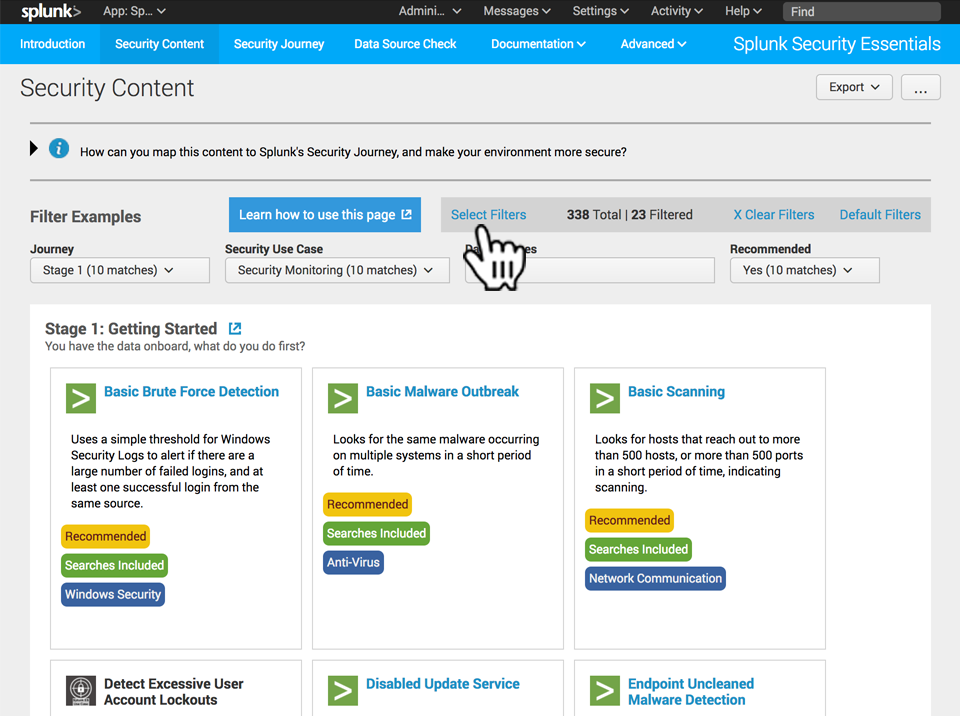 splunk> App: Sp... Admini... Messages Settings Activity Help Find
Introduction Security Content Security Journey Data Source Check Documentation Advanced Splunk Security Essentials
Security Content Export ...
How can you map this content to Splunk's Security Journey, and make your environment more secure?
Filter Examples Learn how to use this page Select Filters 338 Total | 23 Filtered X Clear Filters Default Filters
Journey Security Use Case Recommended
Stage 1 (10 matches) Security Monitoring (10 matches) Yes (10 matches)
Stage 1: Getting Started
You have the data onboard, what do you do first?
Basic Brute Force Detection
Uses a simple threshold for Windows
Security Logs to alert if there are a
large number of failed logins, and at
least one successful login from the
same source.
Recommended
Searches Included
Windows Security
Basic Malware Outbreak
Looks for the same malware occurring
on multiple systems in a short period
of time.
Recommended
Searches Included
Anti-Virus
Basic Scanning
Looks for hosts that reach out to more
than 500 hosts, or more than 500 ports
in a short period of time, indicating
scanning.
Recommended
Searches Included
Network Communication
Detect Excessive User
Account Lockouts
Disabled Update Service
Endpoint Uncleaned
Malware Detection